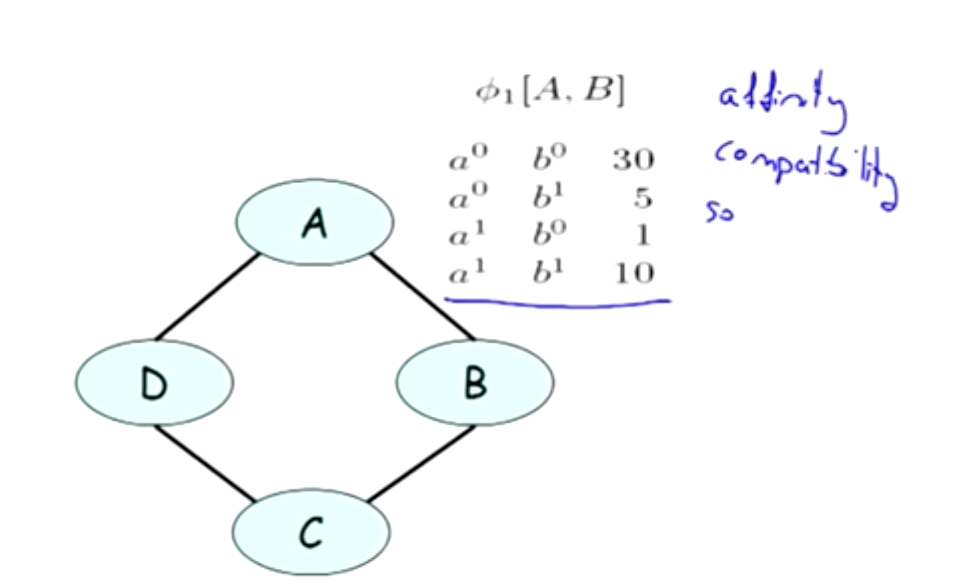 ϕ₁[A, B]
a⁰ b⁰ 30
a⁰ b¹ 5
a¹ b⁰ 1
a¹ b¹ 10
affinity
compatibility
so
A
D
B
C